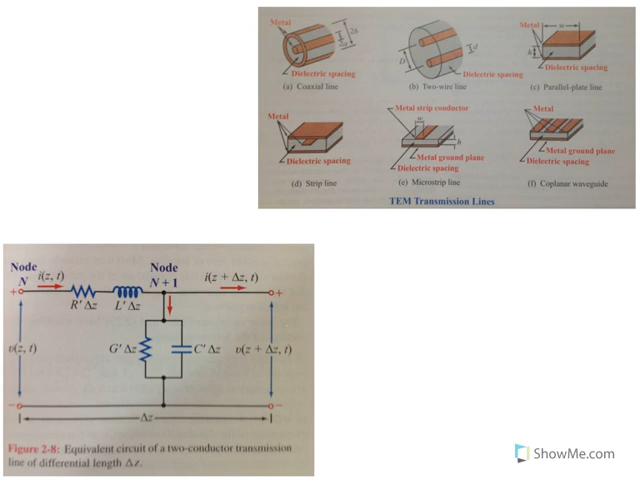 Metal
Dielectric spacing
(a) Coaxial line
D
d
Dielectric spacing
(b) Two-wire line
Metal
w
h
Dielectric spacing
(c) Parallel-plate line
Metal
Dielectric spacing
(d) Strip line
Metal strip conductor
w
h
Metal ground plane
Dielectric spacing
(e) Microstrip line
Metal
Metal ground plane
Dielectric spacing
(f) Coplanar waveguide
TEM Transmission Lines
Node
N
i(z, t)
Node
N + 1
i(z + Δz, t)
+
+
R′ Δz
L′ Δz
υ(z, t)
G′ Δz
C′ Δz
υ(z + Δz, t)
−
−
Δz
Figure 2-8: Equivalent circuit of a two-conductor transmission
line of differential length Δz.
ShowMe.com